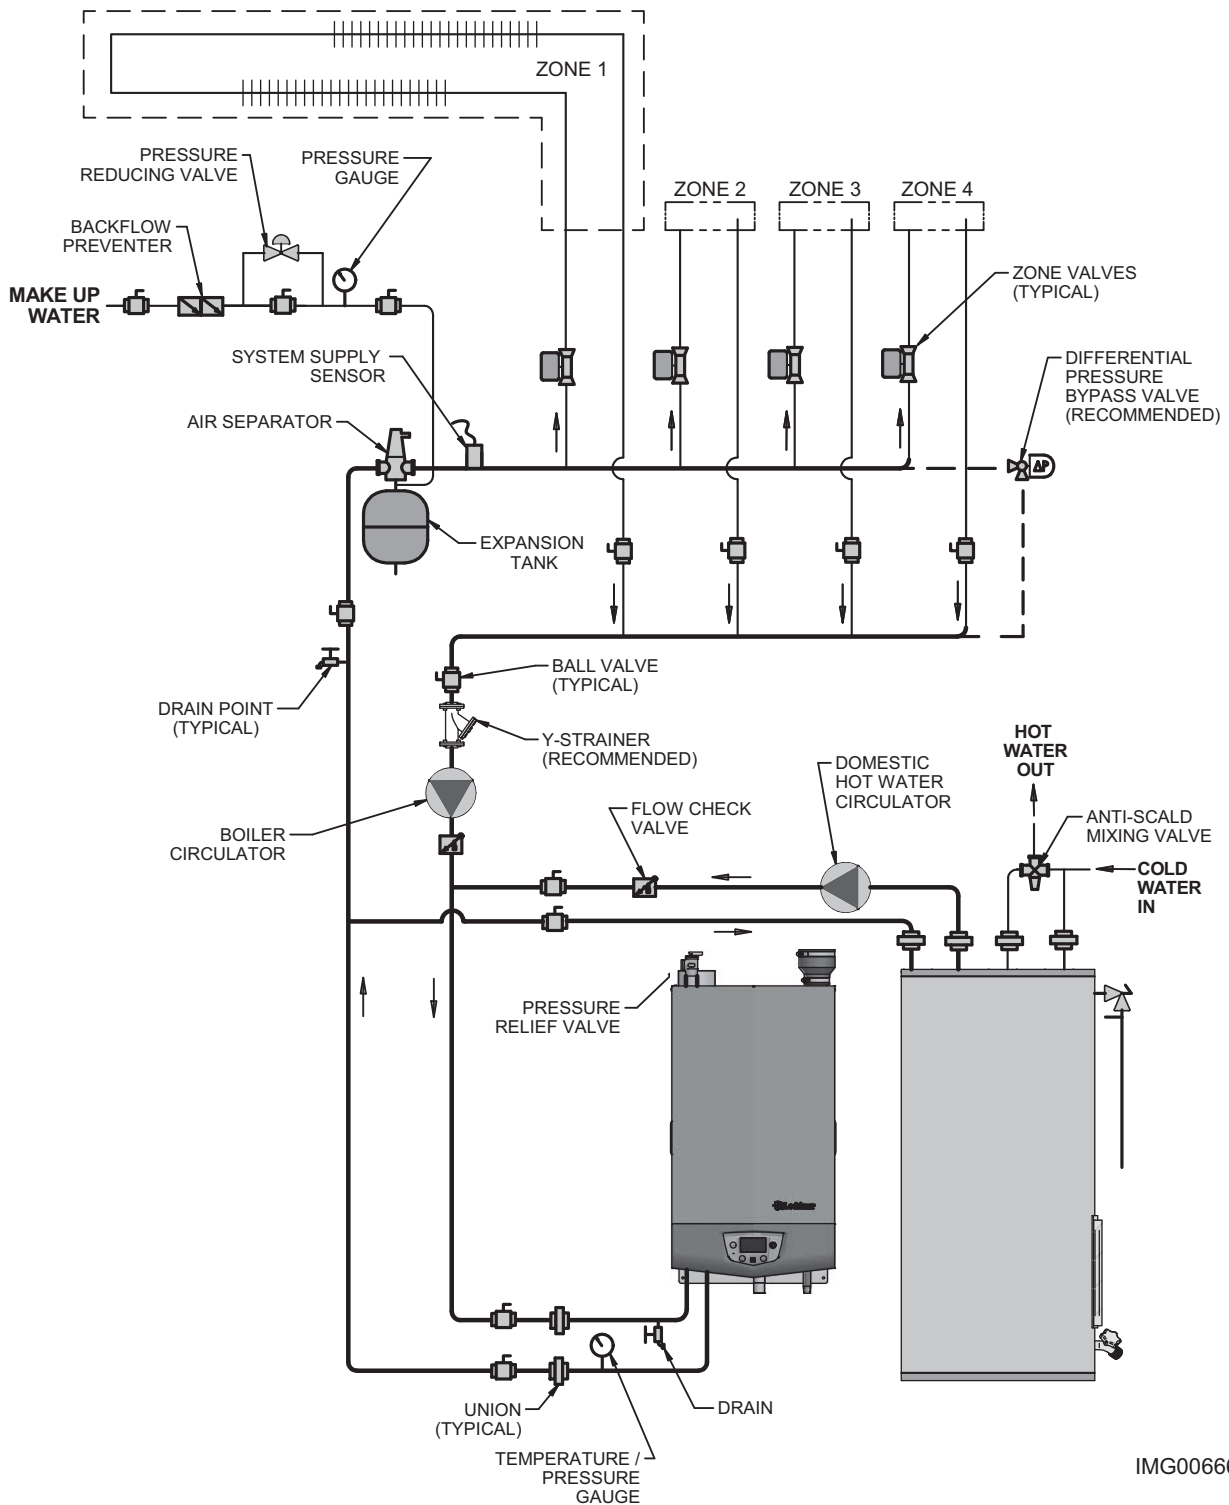 ZONE 1
PRESSURE
REDUCING VALVE
PRESSURE
GAUGE
ZONE 2
ZONE 3
ZONE 4
BACKFLOW
PREVENTER
ZONE VALVES
(TYPICAL)
MAKE UP
WATER
SYSTEM SUPPLY
SENSOR
DIFFERENTIAL
PRESSURE
BYPASS VALVE
(RECOMMENDED)
AIR SEPARATOR
ΔP
EXPANSION
TANK
BALL VALVE
(TYPICAL)
DRAIN POINT
(TYPICAL)
Y-STRAINER
(RECOMMENDED)
HOT
WATER
OUT
DOMESTIC
HOT WATER
CIRCULATOR
FLOW CHECK
VALVE
ANTI-SCALD
MIXING VALVE
BOILER
CIRCULATOR
COLD
WATER
IN
PRESSURE
RELIEF VALVE
Lochinvar
UNION
(TYPICAL)
DRAIN
TEMPERATURE /
PRESSURE
GAUGE
IMG0066